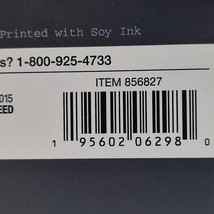 Printed with Soy Ink
s? 1-800-925-4733
ITEM 856827
015
EED
1 95602 06298 0